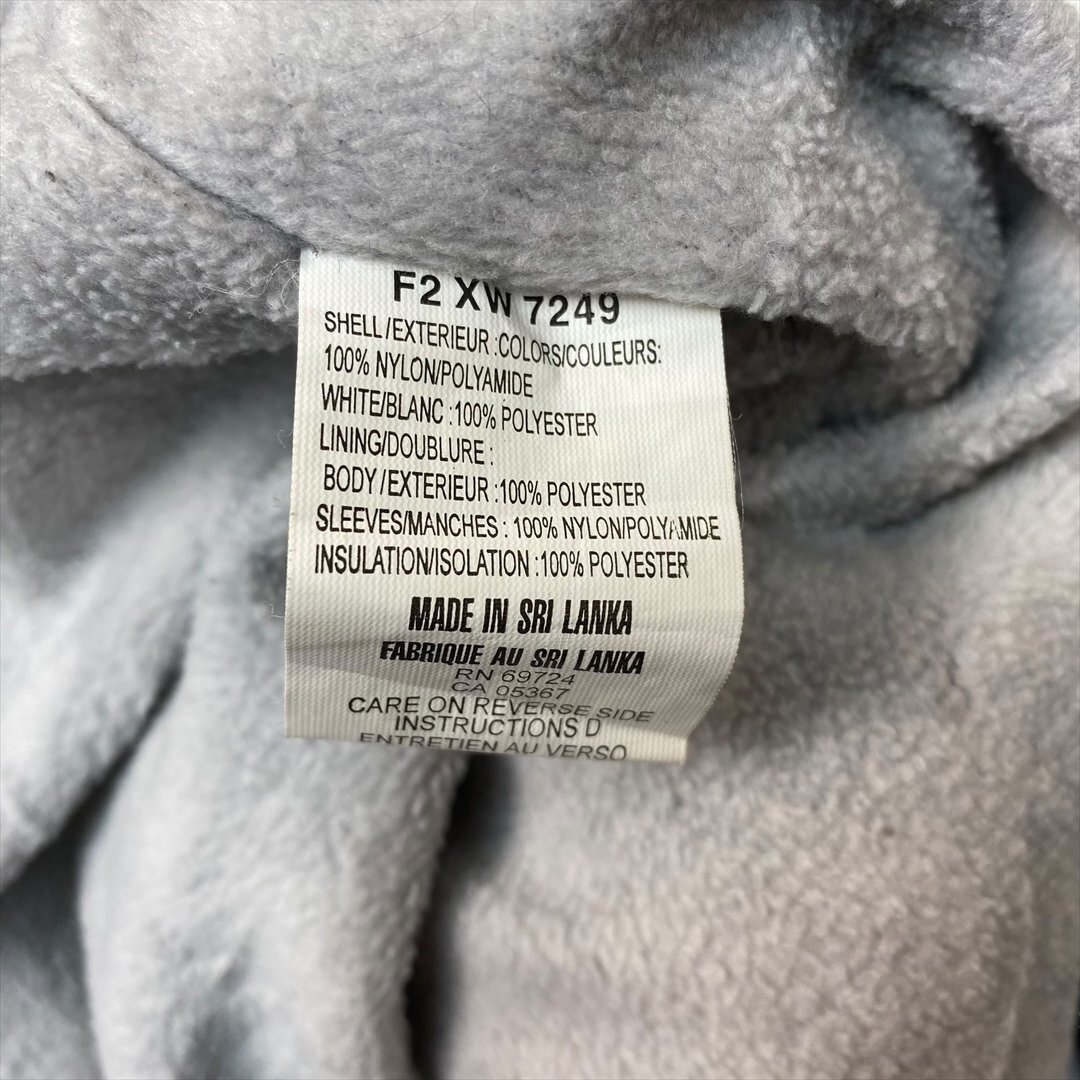 F2 XW 7249
SHELL/EXTERIEUR :COLORS/COULEURS:
100% NYLON/POLYAMIDE
WHITE/BLANC :100% POLYESTER
LINING/DOUBLURE :
BODY/EXTERIEUR :100% POLYESTER
SLEEVES/MANCHES : 100% NYLON/POLYAMIDE
INSULATION/ISOLATION :100% POLYESTER
MADE IN SRI LANKA
FABRIQUE AU SRI LANKA
RN 69724
CA 05367
CARE ON REVERSE SIDE
INSTRUCTIONS D
ENTRETIEN AU VERSO